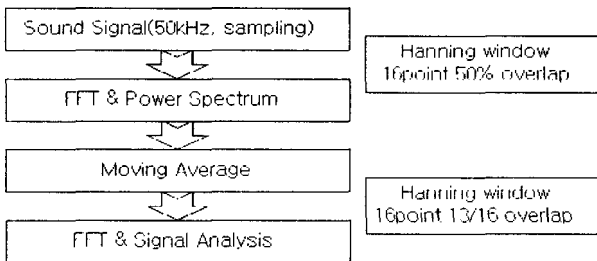 Sound Signal(50kHz, sampling)
Hanning window
16point 50% overlap
FFT & Power Spectrum
Moving Average
Hanning window
16point 13/16 overlap
FFT & Signal Analysis